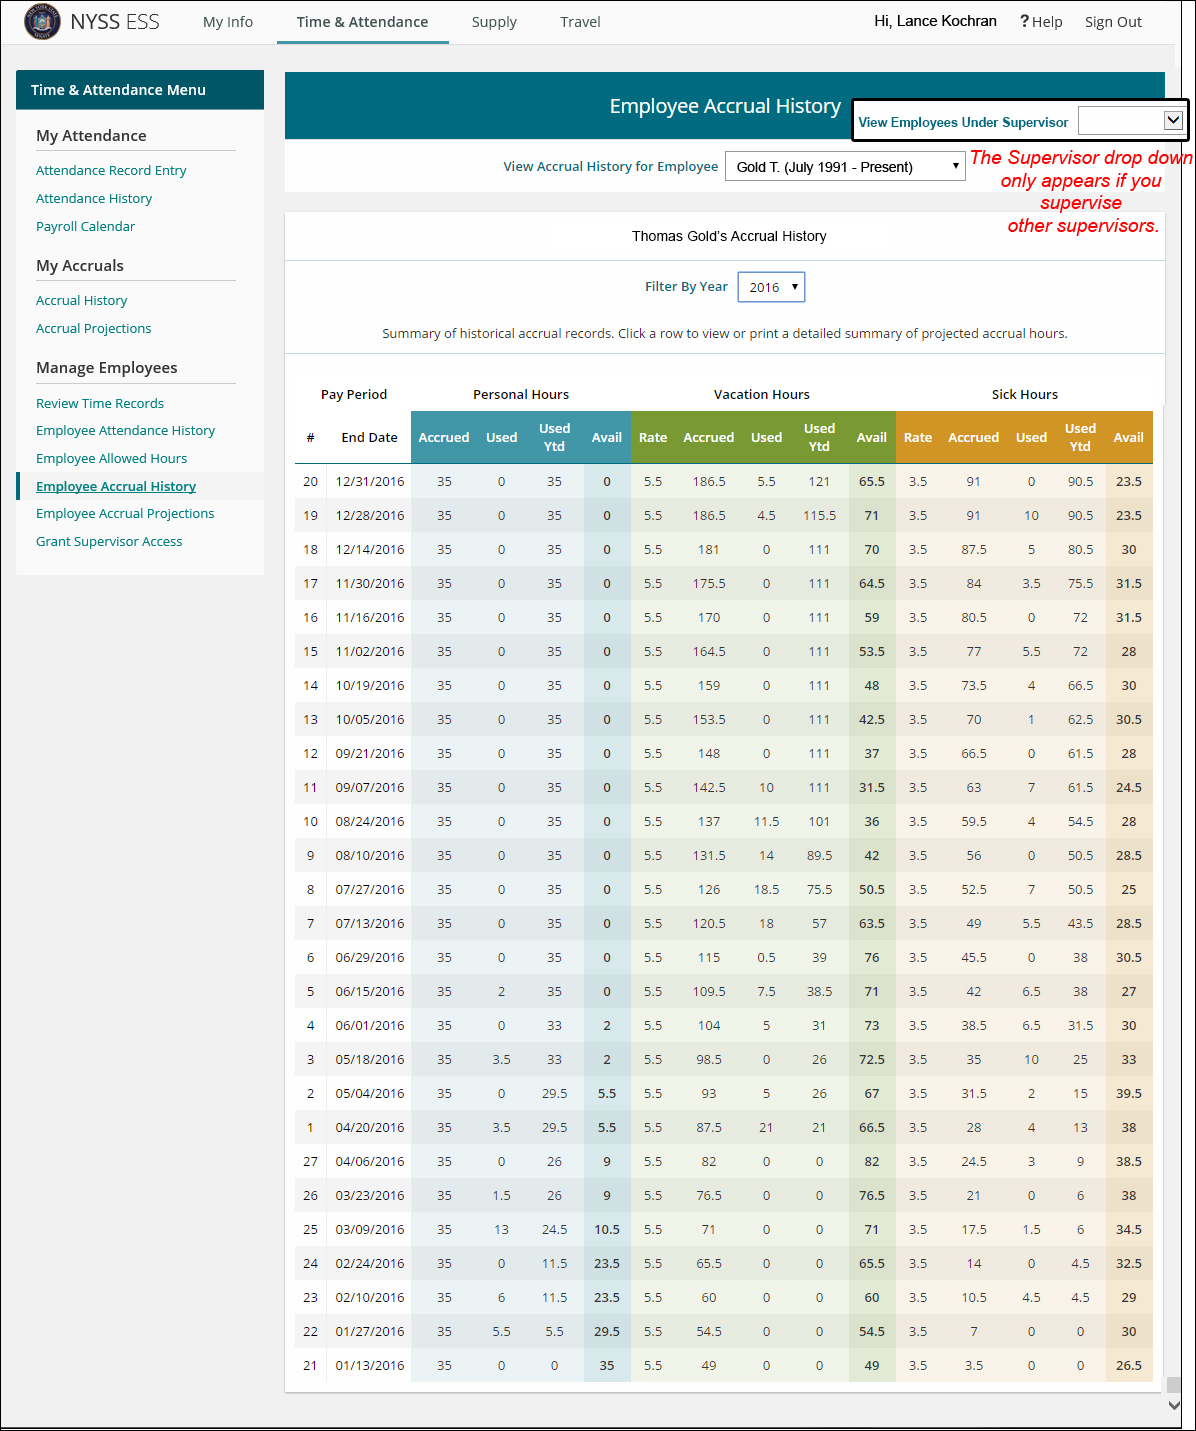 NYSS ESS My Info Time & Attendance Supply Travel Hi, Lance Kochran ? Help Sign Out
Time & Attendance Menu
My Attendance
Attendance Record Entry
Attendance History
Payroll Calendar
My Accruals
Accrual History
Accrual Projections
Manage Employees
Review Time Records
Employee Attendance History
Employee Allowed Hours
Employee Accrual History
Employee Accrual Projections
Grant Supervisor Access
Employee Accrual History
View Employees Under Supervisor
The Supervisor drop down
only appears if you
supervise
other supervisors.
View Accrual History for Employee Gold T. (July 1991 - Present)
Thomas Gold's Accrual History
Filter By Year 2016
Summary of historical accrual records. Click a row to view or print a detailed summary of projected accrual hours.
Pay Period Personal Hours Vacation Hours Sick Hours
# End Date Accrued Used Used Ytd Avail Rate Accrued Used Used Ytd Avail Rate Accrued Used Used Ytd Avail
20 12/31/2016 35 0 35 0 5.5 186.5 5.5 121 65.5 3.5 91 0 90.5 23.5
19 12/28/2016 35 0 35 0 5.5 186.5 4.5 115.5 71 3.5 91 10 90.5 23.5
18 12/14/2016 35 0 35 0 5.5 181 0 111 70 3.5 87.5 5 80.5 30
17 11/30/2016 35 0 35 0 5.5 175.5 0 111 64.5 3.5 84 3.5 75.5 31.5
16 11/16/2016 35 0 35 0 5.5 170 0 111 59 3.5 80.5 0 72 31.5
15 11/02/2016 35 0 35 0 5.5 164.5 0 111 53.5 3.5 77 5.5 72 28
14 10/19/2016 35 0 35 0 5.5 159 0 111 48 3.5 73.5 4 66.5 30
13 10/05/2016 35 0 35 0 5.5 153.5 0 111 42.5 3.5 70 1 62.5 30.5
12 09/21/2016 35 0 35 0 5.5 148 0 111 37 3.5 66.5 0 61.5 28
11 09/07/2016 35 0 35 0 5.5 142.5 10 111 31.5 3.5 63 7 61.5 24.5
10 08/24/2016 35 0 35 0 5.5 137 11.5 101 36 3.5 59.5 4 54.5 28
9 08/10/2016 35 0 35 0 5.5 131.5 14 89.5 42 3.5 56 0 50.5 28.5
8 07/27/2016 35 0 35 0 5.5 126 18.5 75.5 50.5 3.5 52.5 7 50.5 25
7 07/13/2016 35 0 35 0 5.5 120.5 18 57 63.5 3.5 49 5.5 43.5 28.5
6 06/29/2016 35 0 35 0 5.5 115 0.5 39 76 3.5 45.5 0 38 30.5
5 06/15/2016 35 2 35 0 5.5 109.5 7.5 38.5 71 3.5 42 6.5 38 27
4 06/01/2016 35 0 33 2 5.5 104 5 31 73 3.5 38.5 6.5 31.5 30
3 05/18/2016 35 3.5 33 2 5.5 98.5 0 26 72.5 3.5 35 10 25 33
2 05/04/2016 35 0 29.5 5.5 5.5 93 5 26 67 3.5 31.5 2 15 39.5
1 04/20/2016 35 3.5 29.5 5.5 5.5 87.5 21 21 66.5 3.5 28 4 13 38
27 04/06/2016 35 0 26 9 5.5 82 0 0 82 3.5 24.5 3 9 38.5
26 03/23/2016 35 1.5 26 9 5.5 76.5 0 0 76.5 3.5 21 0 6 38
25 03/09/2016 35 13 24.5 10.5 5.5 71 0 0 71 3.5 17.5 1.5 6 34.5
24 02/24/2016 35 0 11.5 23.5 5.5 65.5 0 0 65.5 3.5 14 0 4.5 32.5
23 02/10/2016 35 6 11.5 23.5 5.5 60 0 0 60 3.5 10.5 4.5 4.5 29
22 01/27/2016 35 5.5 5.5 29.5 5.5 54.5 0 0 54.5 3.5 7 0 0 30
21 01/13/2016 35 0 0 35 5.5 49 0 0 49 3.5 3.5 0 0 26.5